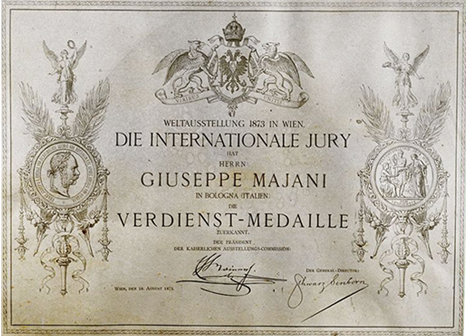 WELTAUSSTELLUNG 1873 IN WIEN.
DIE INTERNATIONALE JURY
HAT
HERRN
GIUSEPPE MAJANI
IN BOLOGNA (ITALIEN)
DIE
VERDIENST-MEDAILLE
ZUERKANNT.
DER PRÄSIDENT
DER KAISERLICHEN AUSSTELLUNGS-COMMISSION:
DER GENERAL-DIRECTOR:
WIEN, DEN 18. AUGUST 1873.
Schwarz Senborn